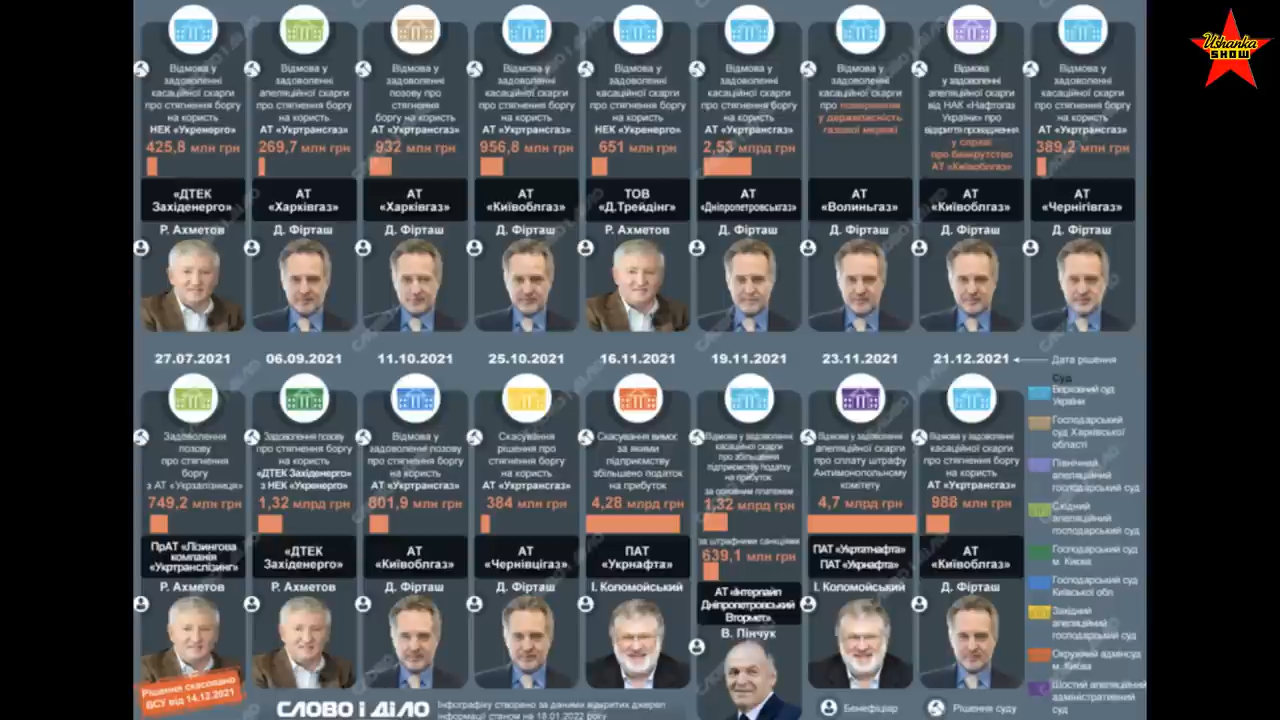 Ushanka
SHOW
Відмова у
задоволенні
касаційної скарги
про стягнення боргу
на користь
НЕК «Укренерго»
425,8 млн грн
«ДТЕК
Західенерго»
Р. Ахметов
Відмова у
задоволенні
апеляційної скарги
про стягнення боргу
на користь
АТ «Укртрансгаз»
269,7 млн грн
АТ
«Харківгаз»
Д. Фірташ
Відмова у
задоволенні
позову про
стягнення
боргу на користь
АТ «Укртрансгаз»
932 млн грн
АТ
«Харківгаз»
Д. Фірташ
Відмова у
задоволенні
касаційної скарги
про стягнення боргу
на користь
АТ «Укртрансгаз»
956,8 млн грн
АТ
«Київоблгаз»
Д. Фірташ
Відмова у
задоволенні
касаційної скарги
про стягнення боргу
на користь
НЕК «Укренерго»
651 млн грн
ТОВ
«Д.Трейдінг»
Р. Ахметов
Відмова у
задоволенні
касаційної скарги
про стягнення боргу
на користь
АТ «Укртрансгаз»
2,53 млрд грн
АТ
«Дніпропетровськгаз»
Д. Фірташ
Відмова у
задоволенні
касаційної скарги
про повернення
у держвласність
газової мережі
АТ
«Волиньгаз»
Д. Фірташ
Відмова
у задоволенні
апеляційної скарги
від НАК «Нафтогаз
України» про
відкриття провадження
у справі
про банкрутство
АТ «Київоблгаз»
АТ
«Київоблгаз»
Д. Фірташ
Відмова у
задоволенні
касаційної скарги
про стягнення боргу
на користь
АТ «Укртрансгаз»
389,2 млн грн
АТ
«Чернігівгаз»
Д. Фірташ
27.07.2021
06.09.2021
11.10.2021
25.10.2021
16.11.2021
19.11.2021
23.11.2021
21.12.2021
Дата рішення
Задоволення
позову
про стягнення
боргу
з АТ «Укрзалізниця»
749,2 млн грн
ПрАТ «Лізингова
компанія
«Укртранслізинг»
Р. Ахметов
Рішення скасовано
ВСУ від 14.12.2021
Задоволення позову
про стягнення боргу
на користь
«ДТЕК Західенерго»
з НЕК «Укренерго»
1,32 млрд грн
«ДТЕК
Західенерго»
Р. Ахметов
Відмова у
задоволенні позову
про стягнення боргу
на користь
АТ «Укртрансгаз»
801,9 млн грн
АТ
«Київоблгаз»
Д. Фірташ
Скасування
рішення про
стягнення боргу
на користь
АТ «Укртрансгаз»
384 млн грн
АТ
«Чернівцігаз»
Д. Фірташ
Скасування вимог,
за якими
підприємству
збільшено податок
на прибуток
4,28 млрд грн
ПАТ
«Укрнафта»
І. Коломойський
Відмова у задоволенні
касаційної скарги
про збільшення
підприємству податку
на прибуток
за основним платежем
1,32 млрд грн
за штрафними санкціями
639,1 млн грн
АТ «Інтерпайп
Дніпропетровський
Втормет»
В. Пінчук
Відмова у задоволенні
апеляційної скарги
про сплату штрафу
Антимонопольному
комітету
4,7 млрд грн
ПАТ «Укртатнафта»
ПАТ «Укрнафта»
І. Коломойський
Відмова у задоволенні
касаційної скарги
про стягнення боргу
на користь
АТ «Укртрансгаз»
988 млн грн
АТ
«Київоблгаз»
Д. Фірташ
Суд
Верховний суд
України
Господарський
суд Харківської
області
Північний
апеляційний
господарський суд
Східний
апеляційний
господарський суд
Господарський суд
м. Києва
Господарський суд
Київської обл
Західний
апеляційний
господарський суд
Окружний адмінсуд
м. Києва
Шостий апеляційний
адміністративний
суд
СЛОВО і ДіЛО
Інфографіку створено за даними відкритих джерел
Інформації станом на 18.01.2022 року
Бенефіціар
Рішення суду